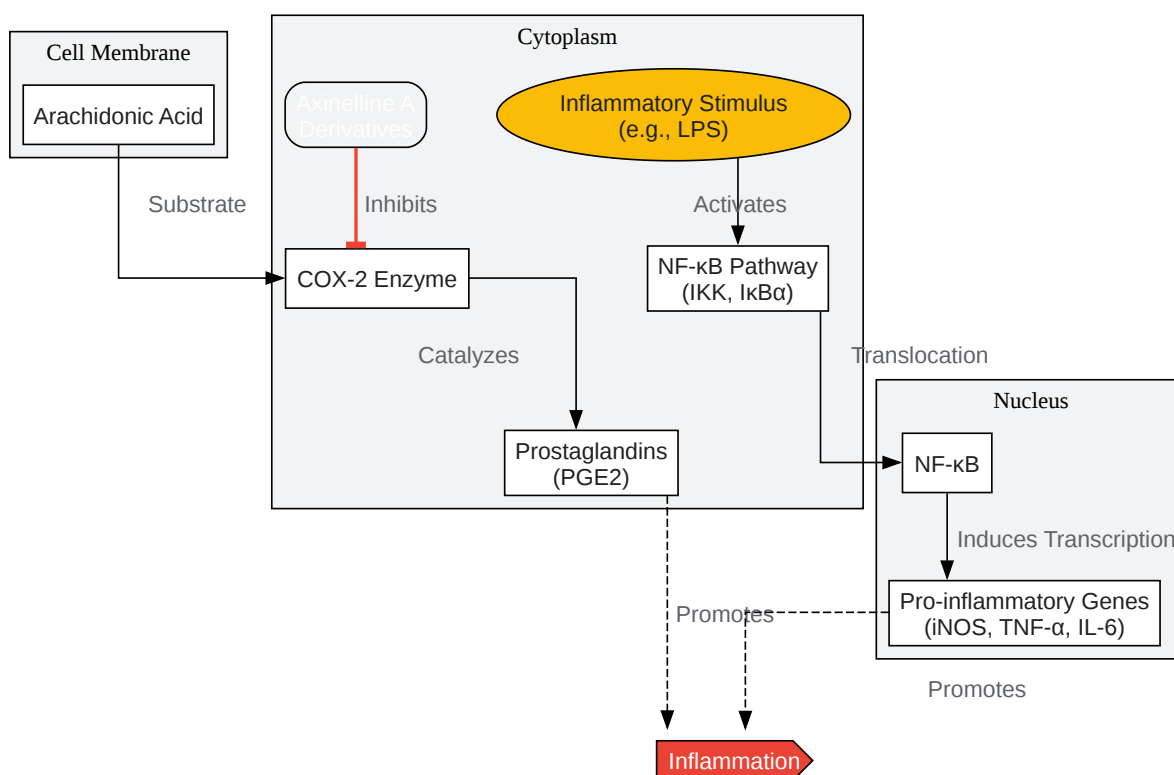 Cell Membrane
Arachidonic Acid
Substrate
Cytoplasm
Axinelline A
Derivatives
Inhibits
COX-2 Enzyme
Catalyzes
Prostaglandins
(PGE2)
Inflammatory Stimulus
(e.g., LPS)
Activates
NF-κB Pathway
(IKK, IκBα)
Translocation
Nucleus
NF-κB
Induces Transcription
Pro-inflammatory Genes
(iNOS, TNF-α, IL-6)
Promotes
Promotes
Inflammation